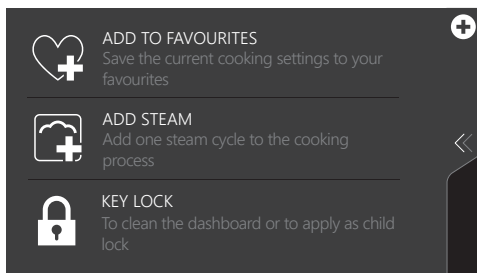 ADD TO FAVOURITES
Save the current cooking settings to your
favourites
ADD STEAM
Add one steam cycle to the cooking
process
KEY LOCK
To clean the dashboard or to apply as child
lock